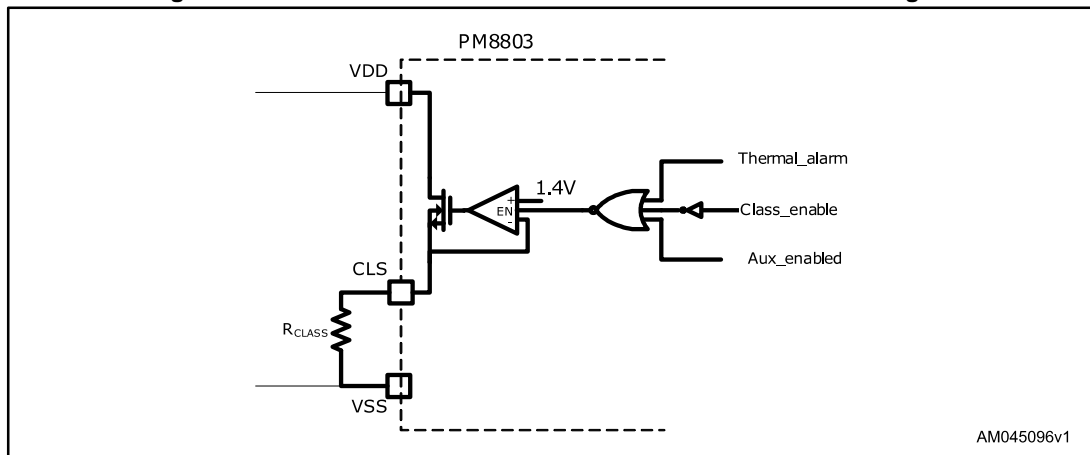 PM8803
VDD
Thermal_alarm
1.4V
+
EN
-
Class_enable
Aux_enabled
CLS
RCLASS
VSS
AM045096v1